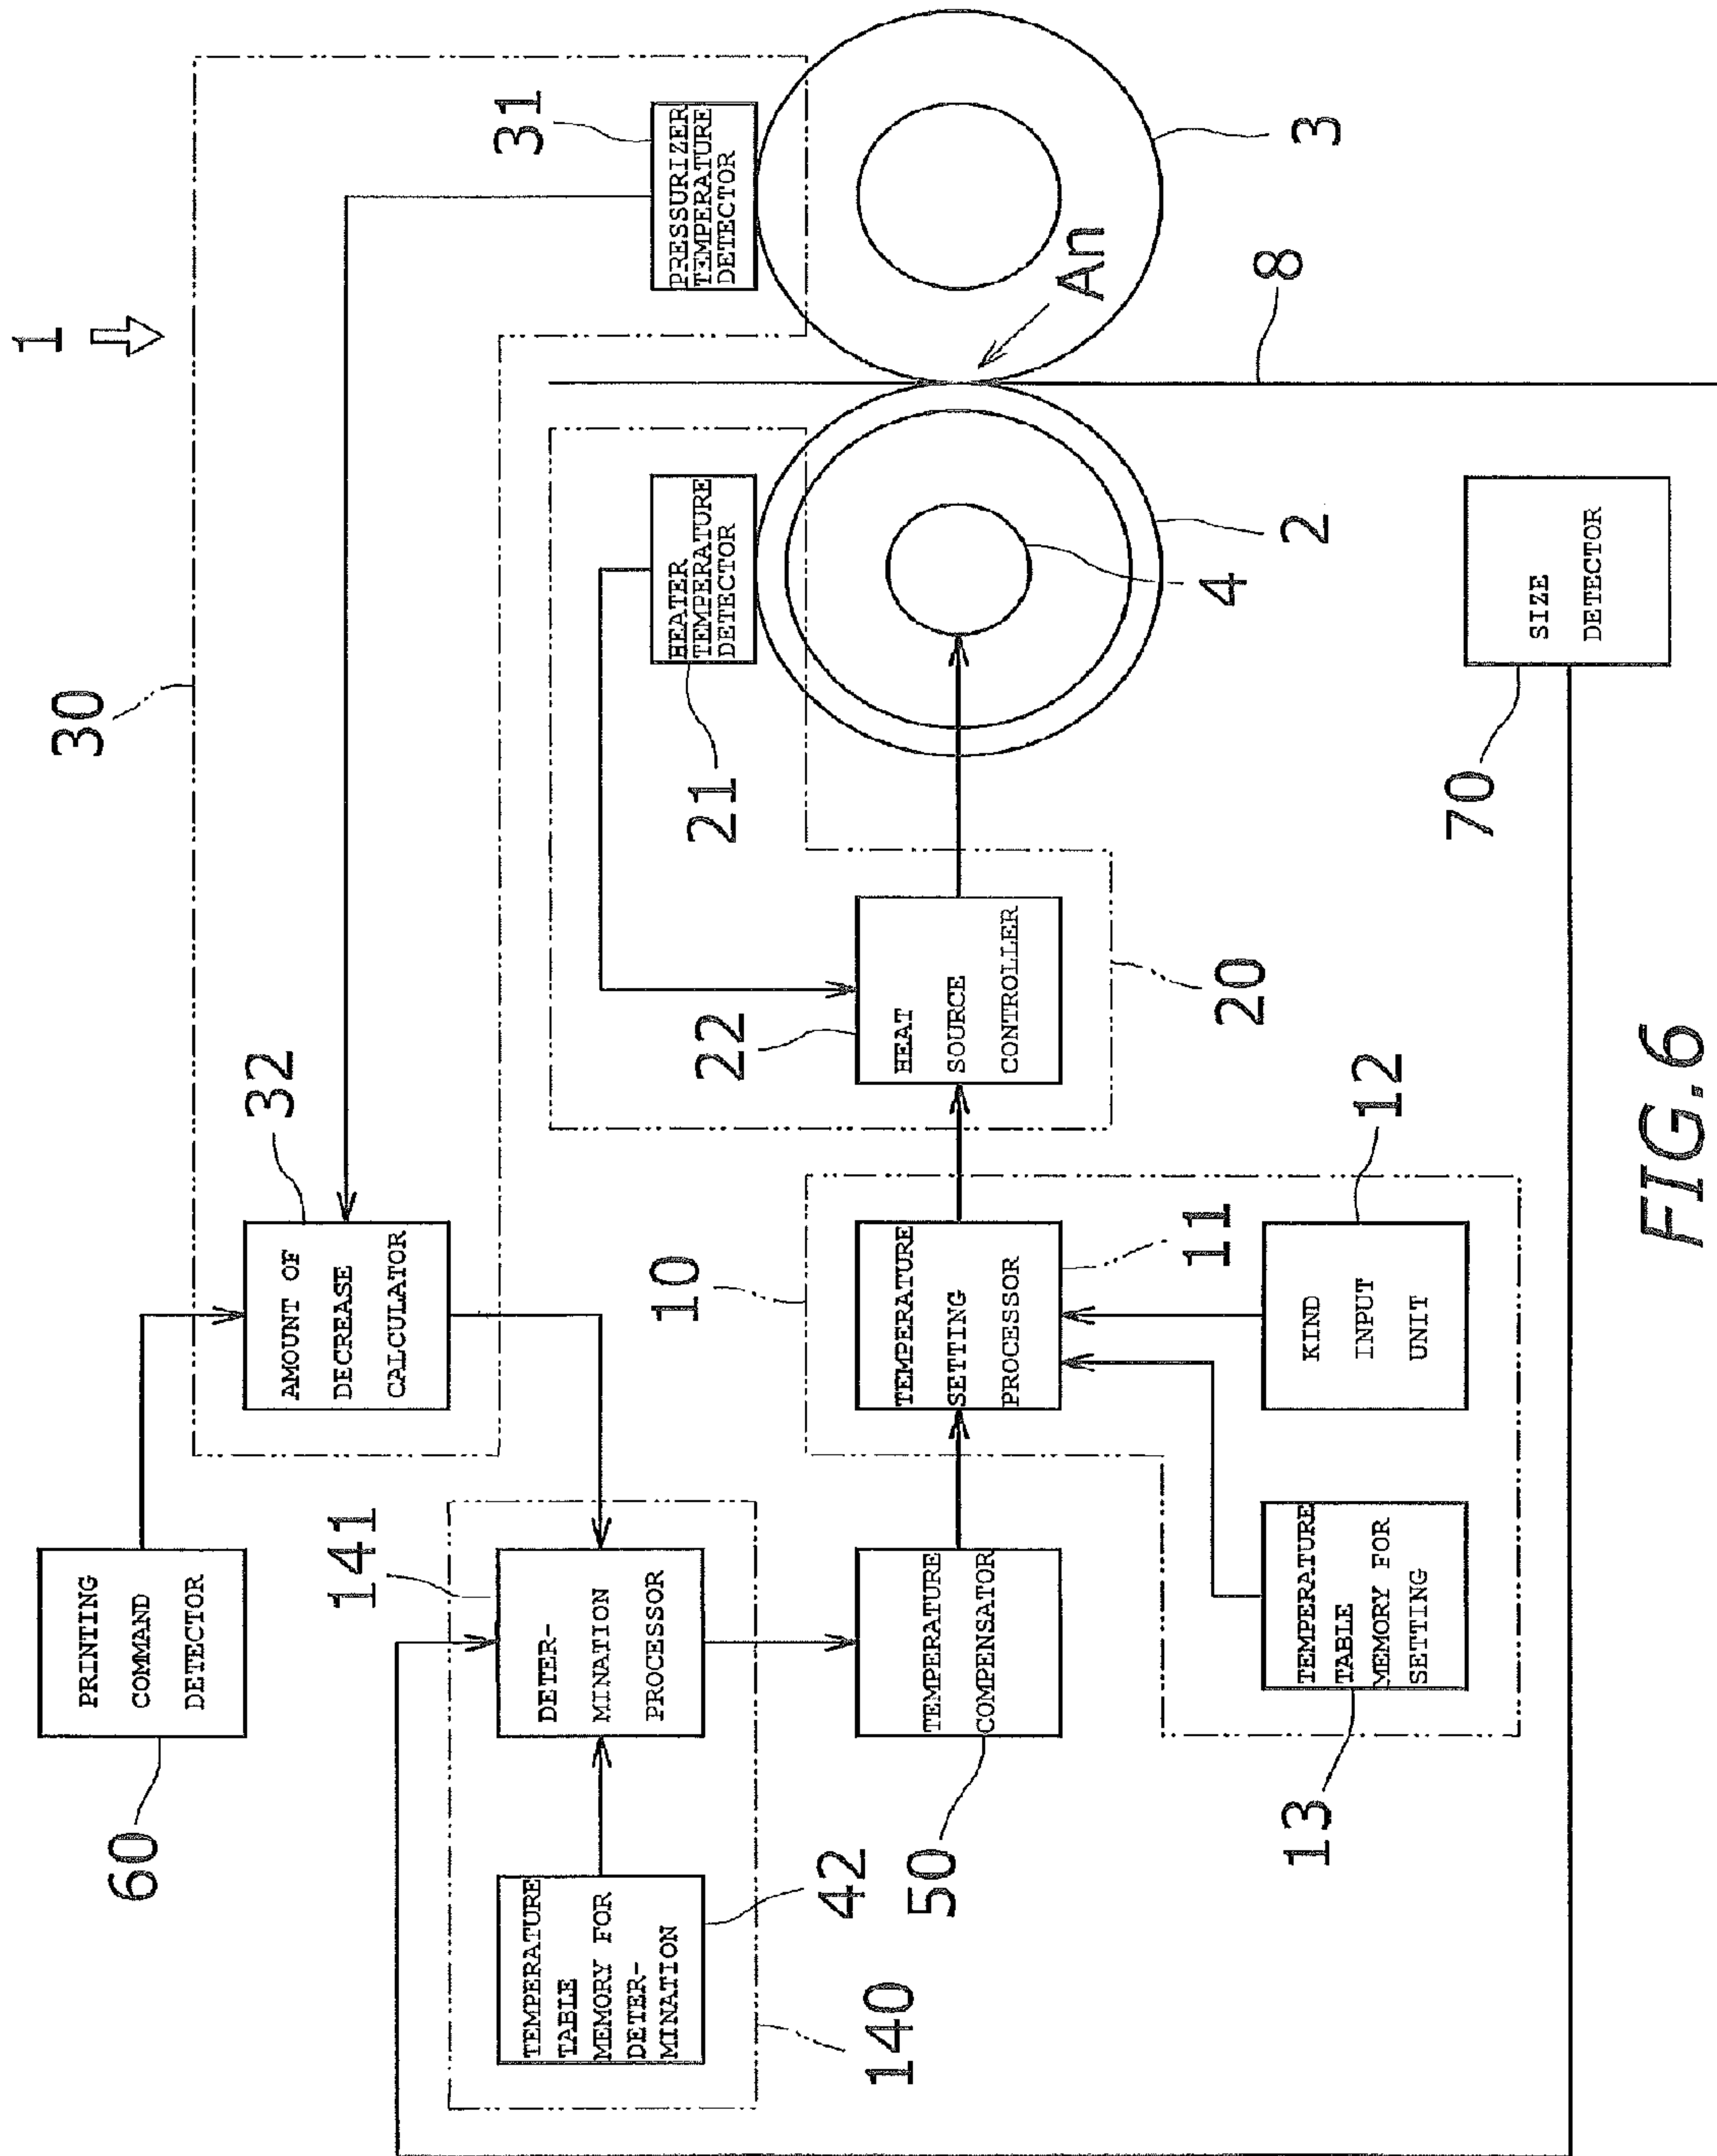 1
30
PRINTING
COMMAND
DETECTOR
60
AMOUNT OF
DECREASE
CALCULATOR
32
PRESSURIZER
TEMPERATURE
DETECTOR
31
DETER-
MINATION
PROCESSOR
141
TEMPERATURE
TABLE
MEMORY FOR
DETER-
MINATION
42
140
HEATER
TEMPERATURE
DETECTOR
21
TEMPERATURE
COMPENSATOR
50
10
TEMPERATURE
SETTING
PROCESSOR
11
22
HEAT
SOURCE
CONTROLLER
20
4
2
An
3
8
TEMPERATURE
TABLE
MEMORY FOR
SETTING
13
KIND
INPUT
UNIT
12
70
SIZE
DETECTOR
FIG.6